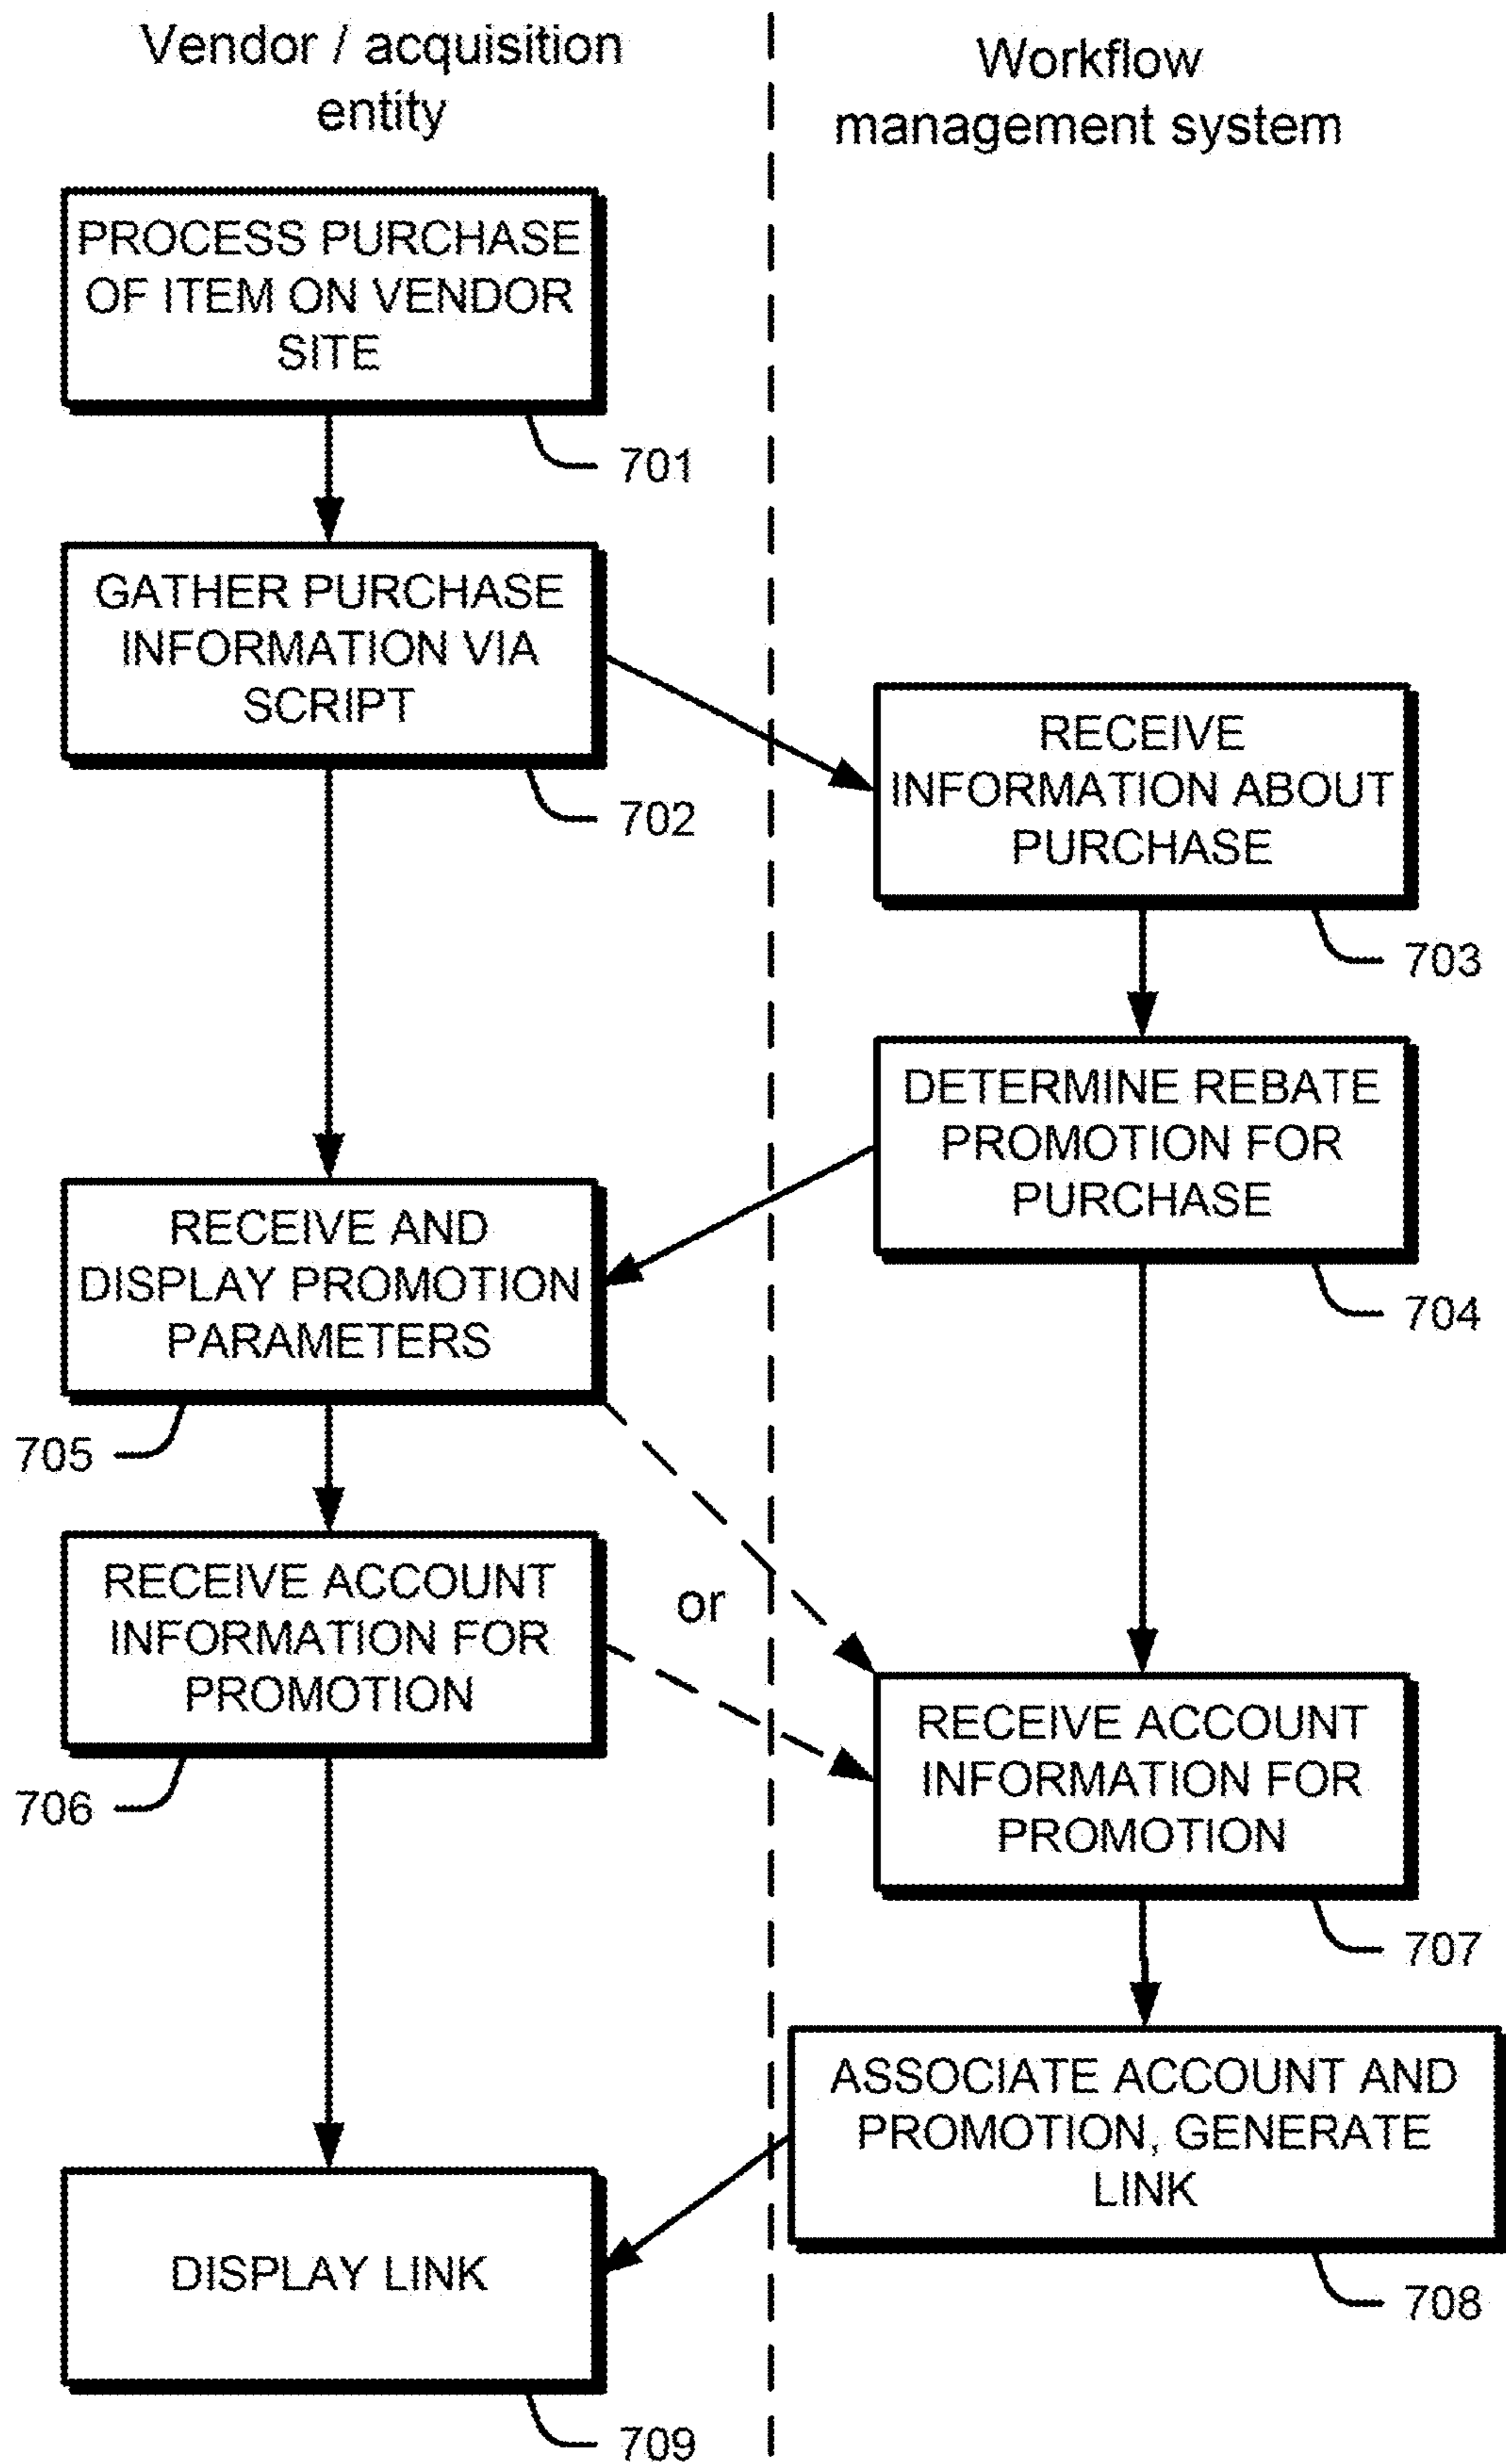 Vendor / acquisition
entity
Workflow
management system
PROCESS PURCHASE
OF ITEM ON VENDOR
SITE
701
GATHER PURCHASE
INFORMATION VIA
SCRIPT
702
RECEIVE
INFORMATION ABOUT
PURCHASE
703
DETERMINE REBATE
PROMOTION FOR
PURCHASE
704
RECEIVE AND
DISPLAY PROMOTION
PARAMETERS
705
RECEIVE ACCOUNT
INFORMATION FOR
PROMOTION
706
or
RECEIVE ACCOUNT
INFORMATION FOR
PROMOTION
707
ASSOCIATE ACCOUNT AND
PROMOTION, GENERATE
LINK
708
DISPLAY LINK
709